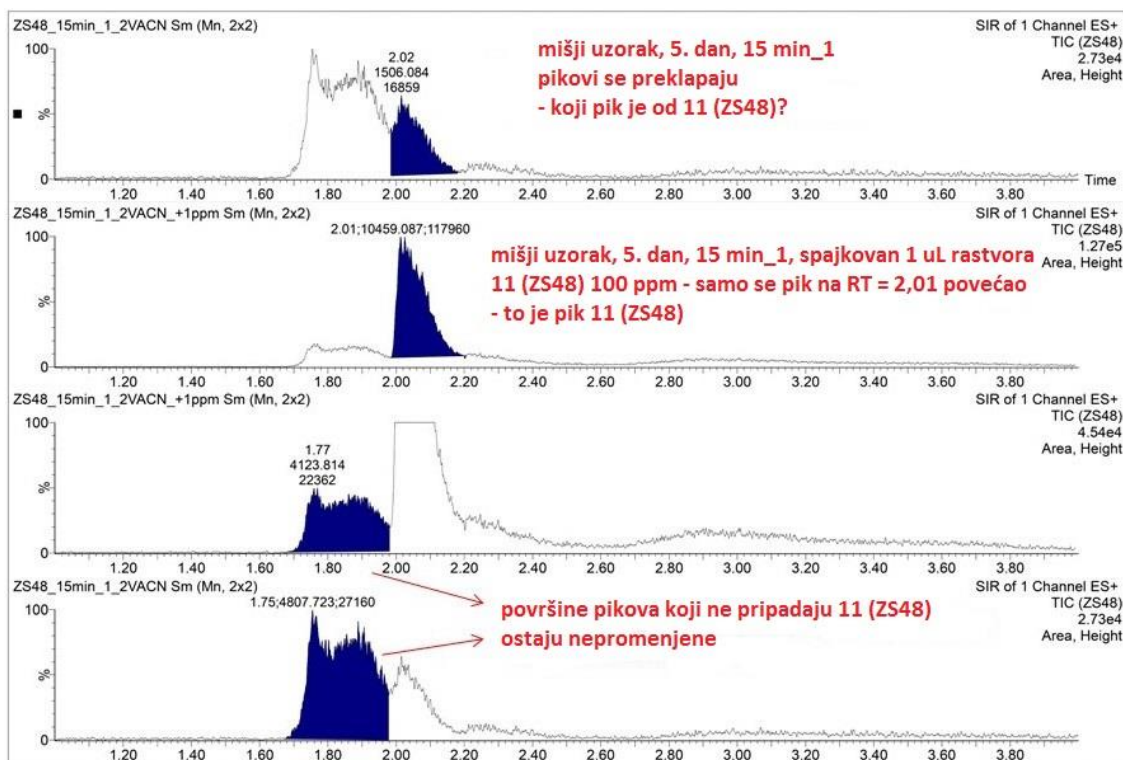 ZS48_15min_1_2VACN Sm (Mn, 2x2)
SIR of 1 Channel ES+
TIC (ZS48)
2.73e4
Area, Height
100
%
0
2.02
1506.084
16859
mišji uzorak, 5. dan, 15 min_1
pikovi se preklapaju
- koji pik je od 11 (ZS48)?
1.20 1.40 1.60 1.80 2.00 2.20 2.40 2.60 2.80 3.00 3.20 3.40 3.60 3.80
Time
ZS48_15min_1_2VACN_+1ppm Sm (Mn, 2x2)
SIR of 1 Channel ES+
TIC (ZS48)
1.27e5
Area, Height
100
%
0
2.01;10459.087;117960
mišji uzorak, 5. dan, 15 min_1, spajkovan 1 uL rastvora
11 (ZS48) 100 ppm - samo se pik na RT = 2,01 povećao
- to je pik 11 (ZS48)
1.20 1.40 1.60 1.80 2.00 2.20 2.40 2.60 2.80 3.00 3.20 3.40 3.60 3.80
ZS48_15min_1_2VACN_+1ppm Sm (Mn, 2x2)
SIR of 1 Channel ES+
TIC (ZS48)
4.54e4
Area, Height
100
%
0
1.77
4123.814
22362
1.20 1.40 1.60 1.80 2.00 2.20 2.40 2.60 2.80 3.00 3.20 3.40 3.60 3.80
ZS48_15min_1_2VACN Sm (Mn, 2x2)
SIR of 1 Channel ES+
TIC (ZS48)
2.73e4
Area, Height
100
%
0
1.75;4807.723;27160
površine pikova koji ne pripadaju 11 (ZS48)
ostaju nepromenjene
1.20 1.40 1.60 1.80 2.00 2.20 2.40 2.60 2.80 3.00 3.20 3.40 3.60 3.80